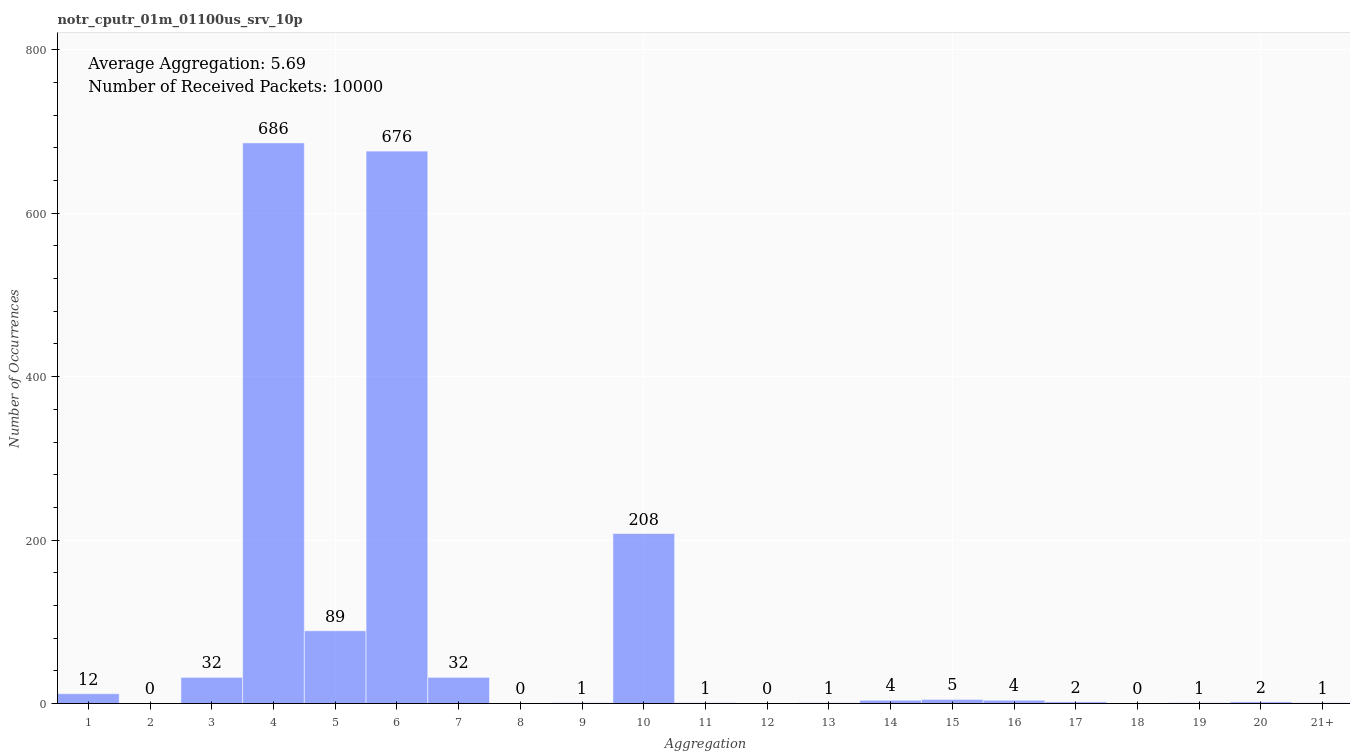 notr_cputr_01m_01100us_srv_10p
Average Aggregation: 5.69
Number of Received Packets: 10000
Number of Occurrences
800
600
400
200
0
12 0 32 686 89 676 32 0 1 208 1 0 1 4 5 4 2 0 1 2 1
1 2 3 4 5 6 7 8 9 10 11 12 13 14 15 16 17 18 19 20 21+
Aggregation